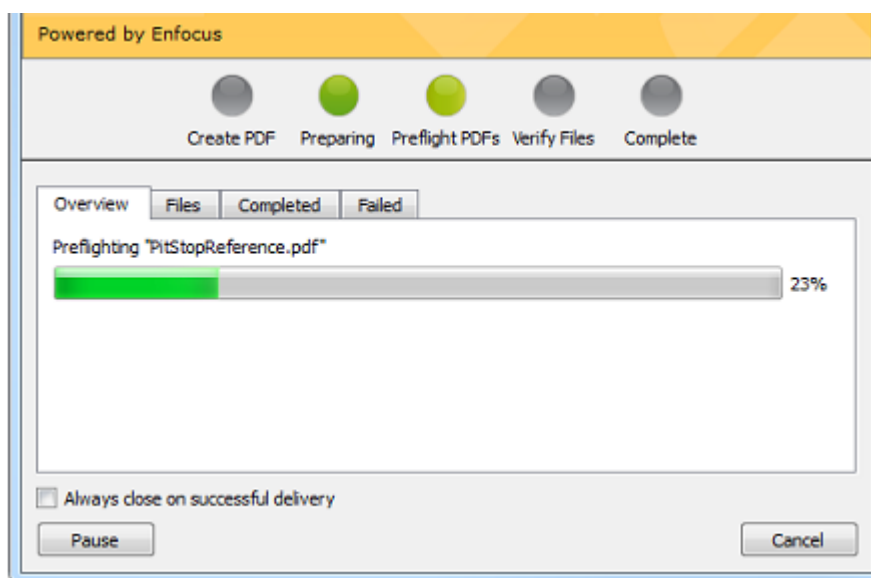 Powered by Enfocus
Create PDF Preparing Preflight PDFs Verify Files Complete
Overview Files Completed Failed
Preflighting "PitStopReference.pdf"
23%
Always close on successful delivery
Pause Cancel